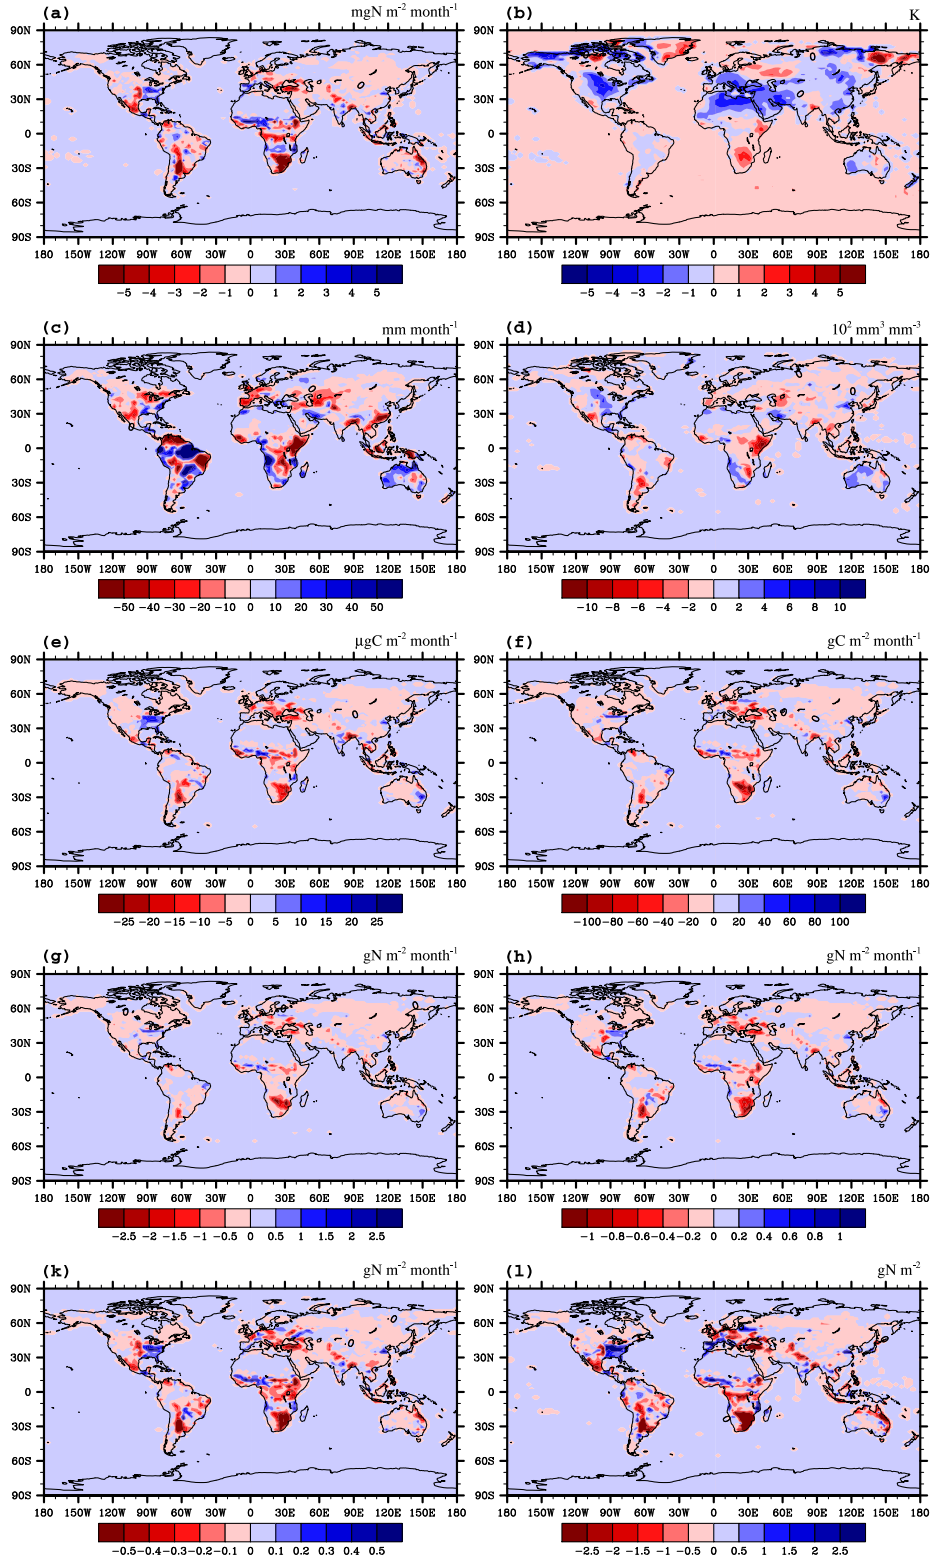 (a) mgN m-2 month-1 (b) K
90N 90N
60N 60N
30N 30N
0 0
30S 30S
60S 60S
90S 90S
180 150W 120W 90W 60W 30W 0 30E 60E 90E 120E 150E 180 180 150W 120W 90W 60W 30W 0 30E 60E 90E 120E 150E 180
-5 -4 -3 -2 -1 0 1 2 3 4 5 -5 -4 -3 -2 -1 0 1 2 3 4 5
(c) mm month-1 (d) 10² mm³ mm-3
90N 90N
60N 60N
30N 30N
0 0
30S 30S
60S 60S
90S 90S
180 150W 120W 90W 60W 30W 0 30E 60E 90E 120E 150E 180 180 150W 120W 90W 60W 30W 0 30E 60E 90E 120E 150E 180
-50 -40 -30 -20 -10 0 10 20 30 40 50 -10 -8 -6 -4 -2 0 2 4 6 8 10
(e) µgC m-2 month-1 (f) gC m-2 month-1
90N 90N
60N 60N
30N 30N
0 0
30S 30S
60S 60S
90S 90S
180 150W 120W 90W 60W 30W 0 30E 60E 90E 120E 150E 180 180 150W 120W 90W 60W 30W 0 30E 60E 90E 120E 150E 180
-25 -20 -15 -10 -5 0 5 10 15 20 25 -100 -80 -60 -40 -20 0 20 40 60 80 100
(g) gN m-2 month-1 (h) gN m-2 month-1
90N 90N
60N 60N
30N 30N
0 0
30S 30S
60S 60S
90S 90S
180 150W 120W 90W 60W 30W 0 30E 60E 90E 120E 150E 180 180 150W 120W 90W 60W 30W 0 30E 60E 90E 120E 150E 180
-2.5 -2 -1.5 -1 -0.5 0 0.5 1 1.5 2 2.5 -1 -0.8 -0.6 -0.4 -0.2 0 0.2 0.4 0.6 0.8 1
(k) gN m-2 month-1 (l) gN m-2
90N 90N
60N 60N
30N 30N
0 0
30S 30S
60S 60S
90S 90S
180 150W 120W 90W 60W 30W 0 30E 60E 90E 120E 150E 180 180 150W 120W 90W 60W 30W 0 30E 60E 90E 120E 150E 180
-0.5 -0.4 -0.3 -0.2 -0.1 0 0.1 0.2 0.3 0.4 0.5 -2.5 -2 -1.5 -1 -0.5 0 0.5 1 1.5 2 2.5